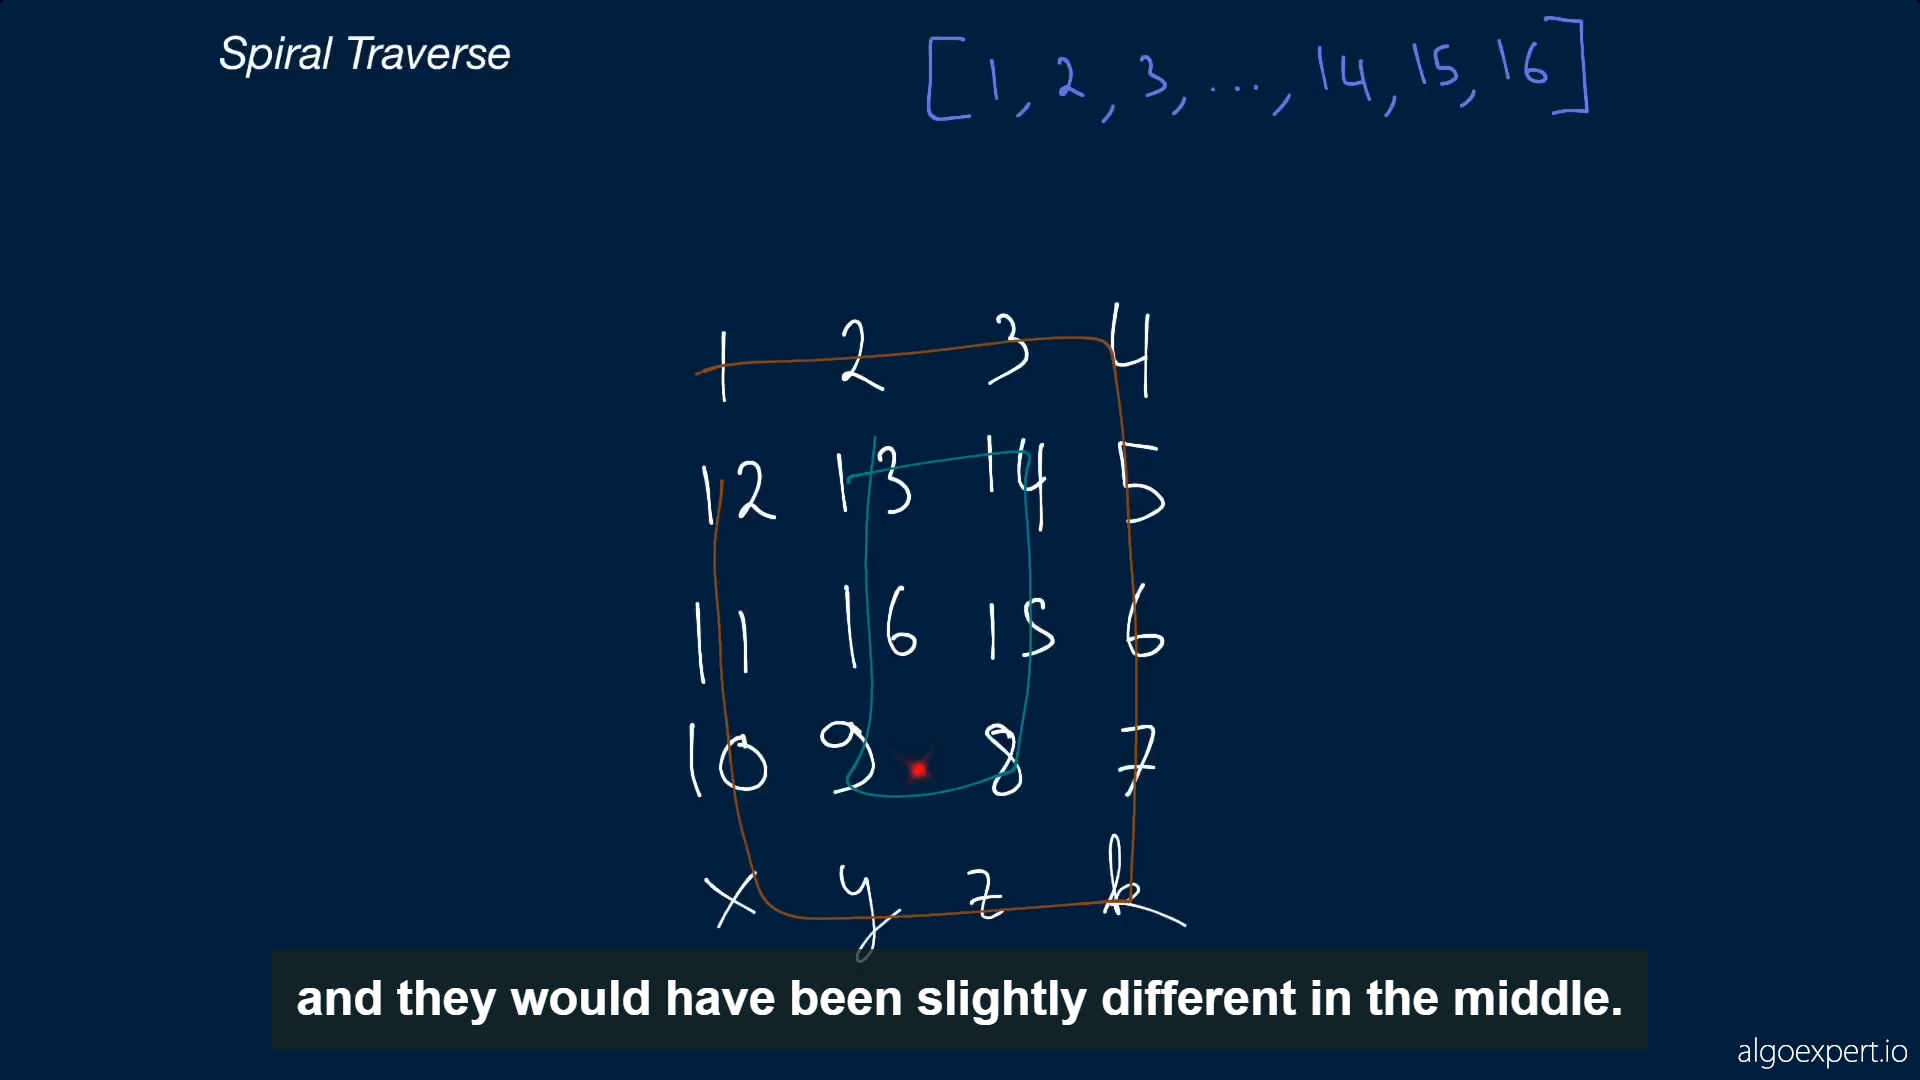 Spiral Traverse
[1, 2, 3, ..., 14, 15, 16]
1 2 3 4
12 13 14 5
11 16 15 6
10 9 8 7
x y z k
and they would have been slightly different in the middle.
algoexpert.io